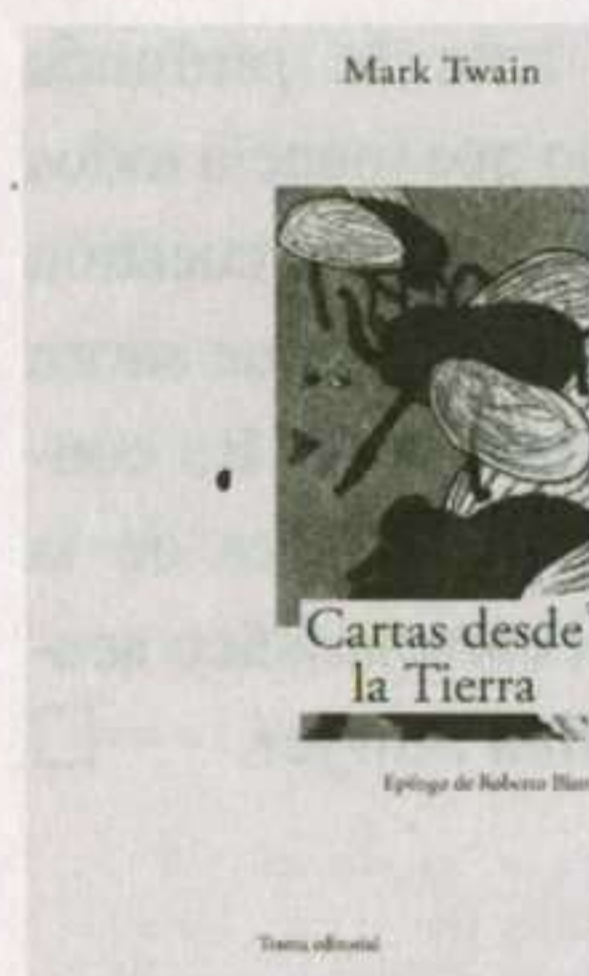 Mark Twain
Cartas desde
la Tierra
Epílogo de Roberto
Trama editorial